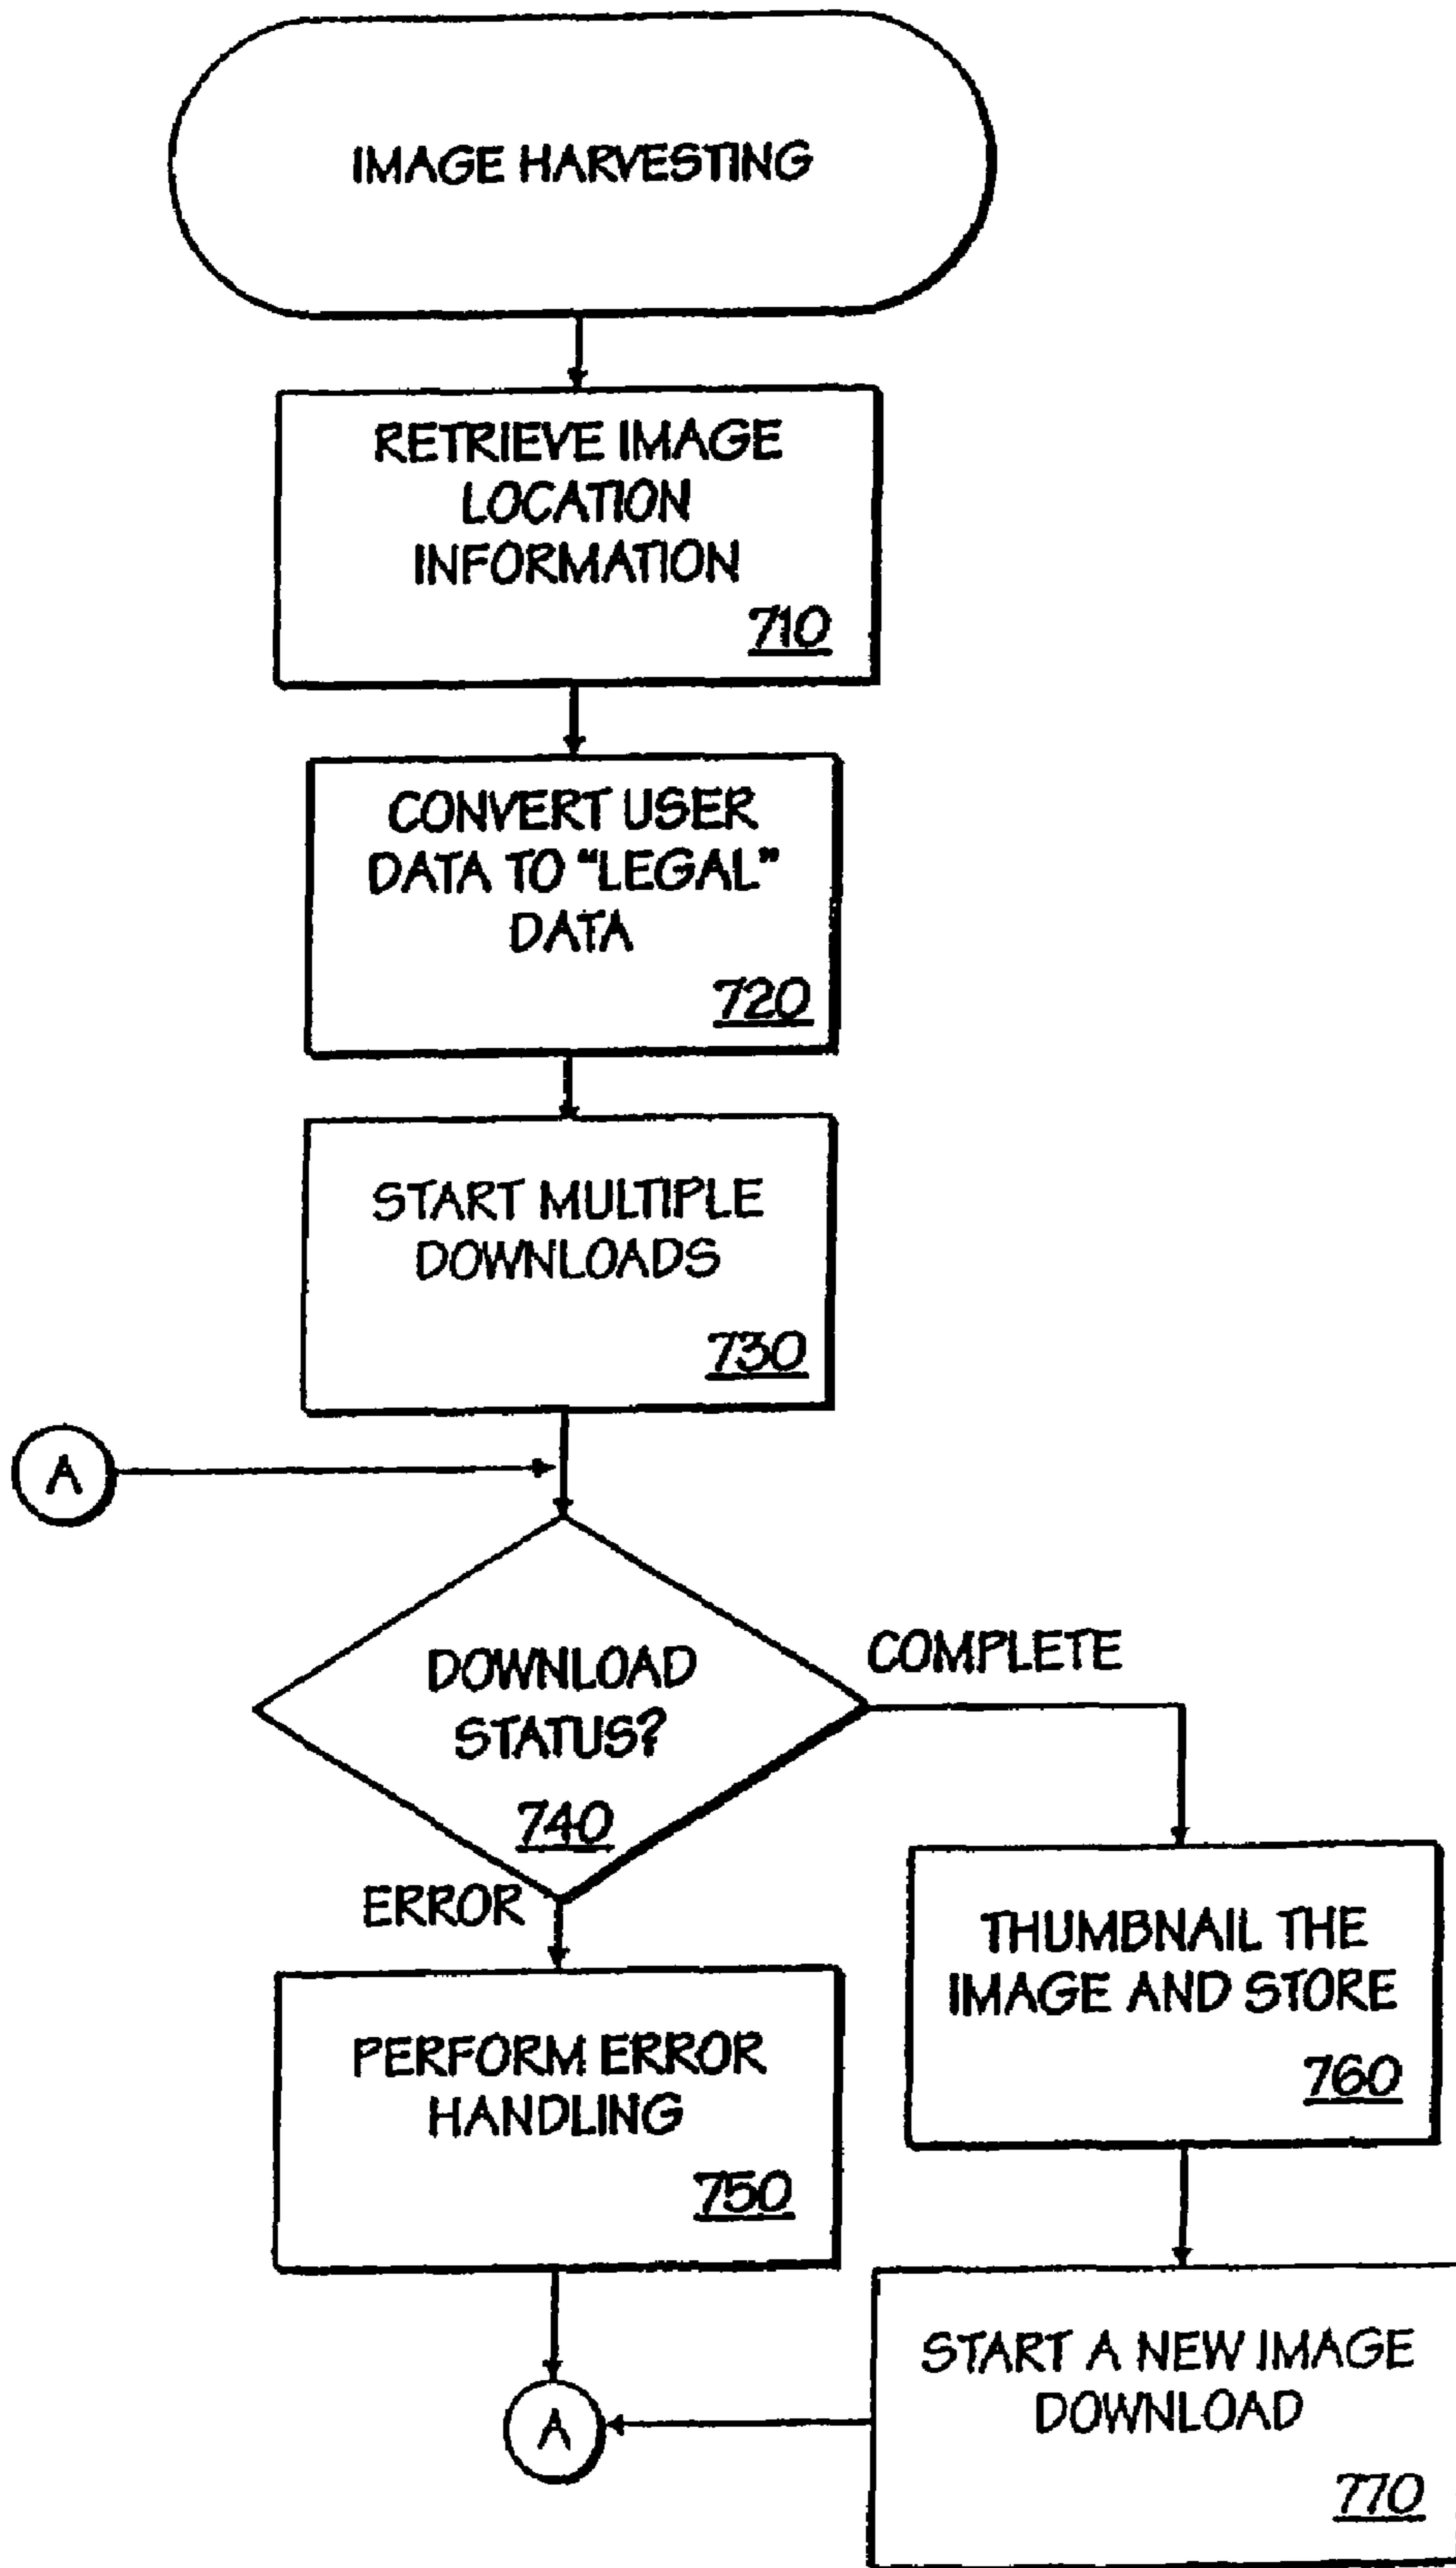 IMAGE HARVESTING
RETRIEVE IMAGE
LOCATION
INFORMATION
710
CONVERT USER
DATA TO “LEGAL”
DATA
720
START MULTIPLE
DOWNLOADS
730
A
DOWNLOAD
STATUS?
740
COMPLETE
ERROR
THUMBNAIL THE
IMAGE AND STORE
760
PERFORM ERROR
HANDLING
750
START A NEW IMAGE
DOWNLOAD
770
A